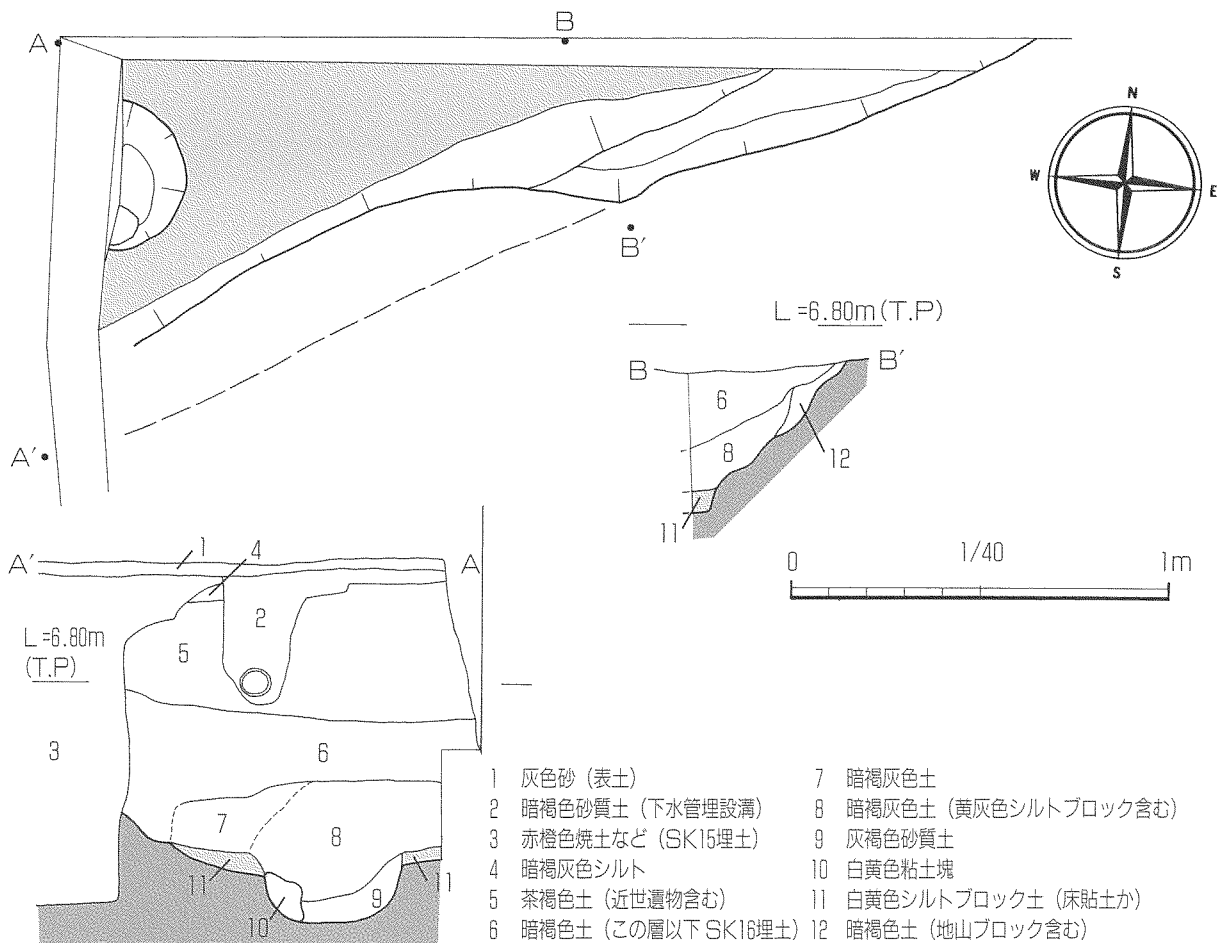 A
B
N
W
E
S
B′
A′
L=6.80m(T.P)
B
B′
6
8
12
11
0
1/40
1m
A′
1
4
A
2
L=6.80m
(T.P)
5
3
6
7
8
11
10
9
11
1 灰色砂（表土）
2 暗褐色砂質土（下水管埋設溝）
3 赤橙色焼土など（SK15埋土）
4 暗褐灰色シルト
5 茶褐色土（近世遺物含む）
6 暗褐色土（この層以下SK16埋土）
7 暗褐灰色土
8 暗褐灰色土（黄灰色シルトブロック含む）
9 灰褐色砂質土
10 白黄色粘土塊
11 白黄色シルトブロック土（床貼土か）
12 暗褐色土（地山ブロック含む）